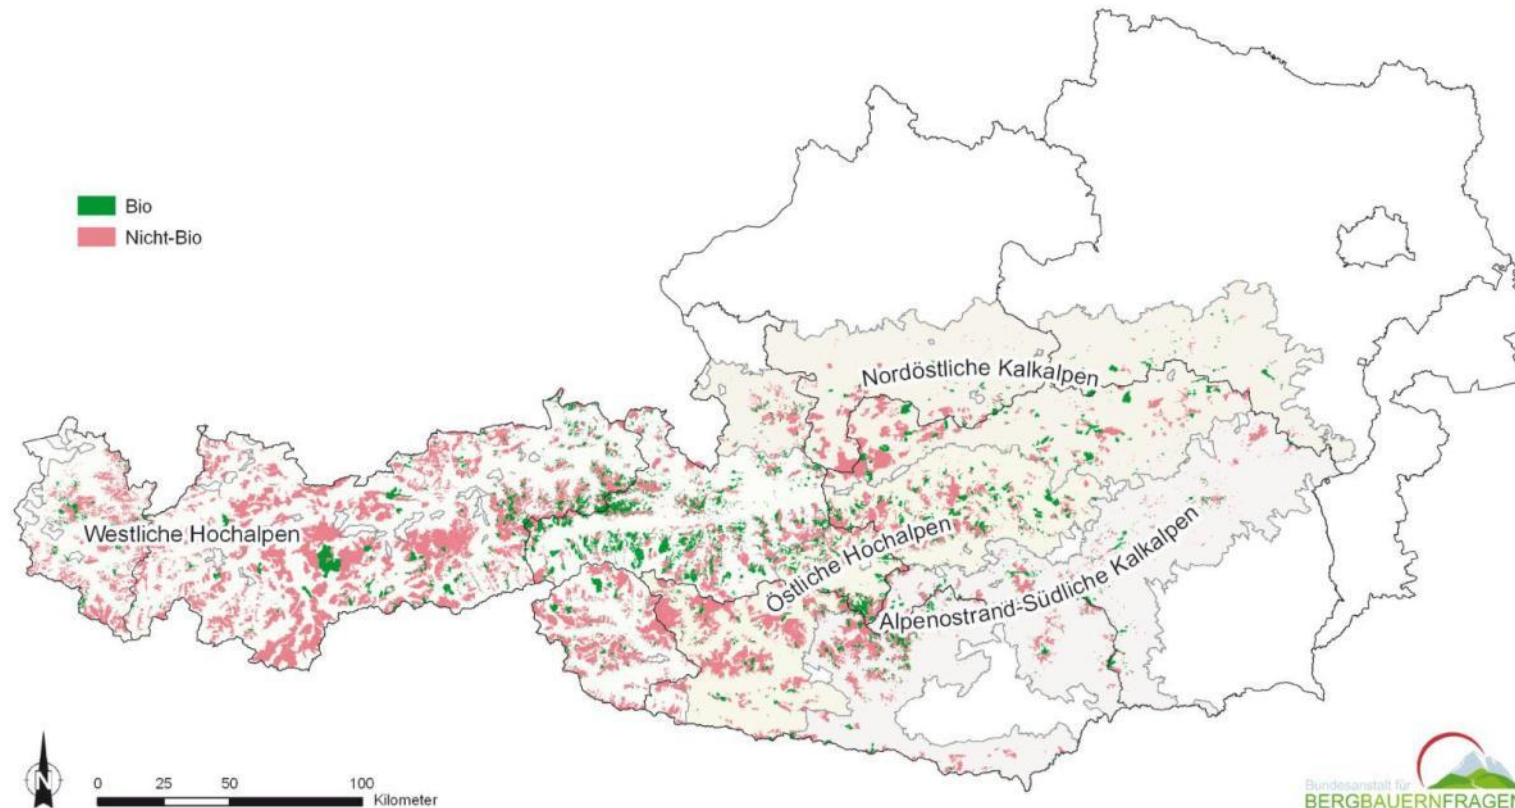 Bio
Nicht-Bio
Nordöstliche Kalkalpen
Westliche Hochalpen
Östliche Hochalpen
Alpenostrand-Südliche Kalkalpen
N
0 25 50 100
Kilometer
Bundesanstalt für
BERGBAUERNFRAGEN